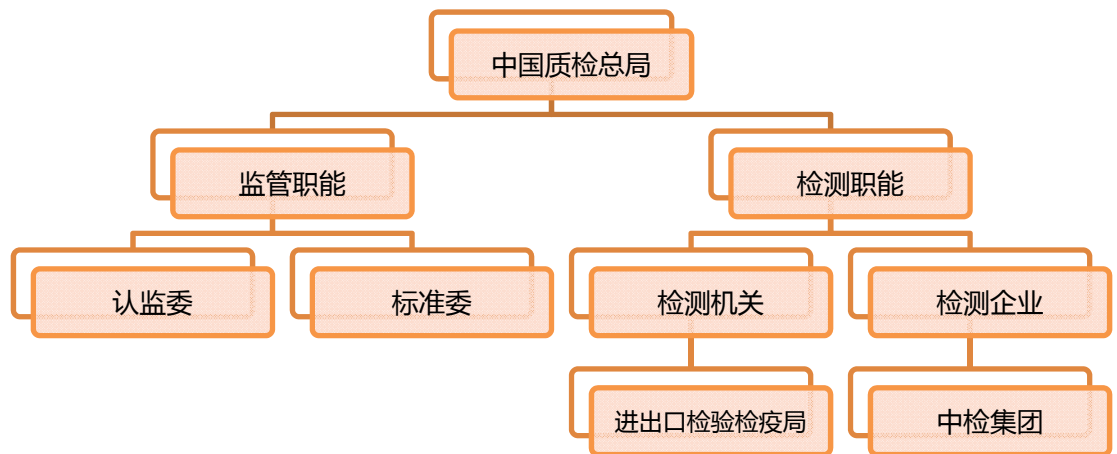 中国质检总局
监管职能
检测职能
认监委
标准委
检测机关
检测企业
进出口检验检疫局
中检集团